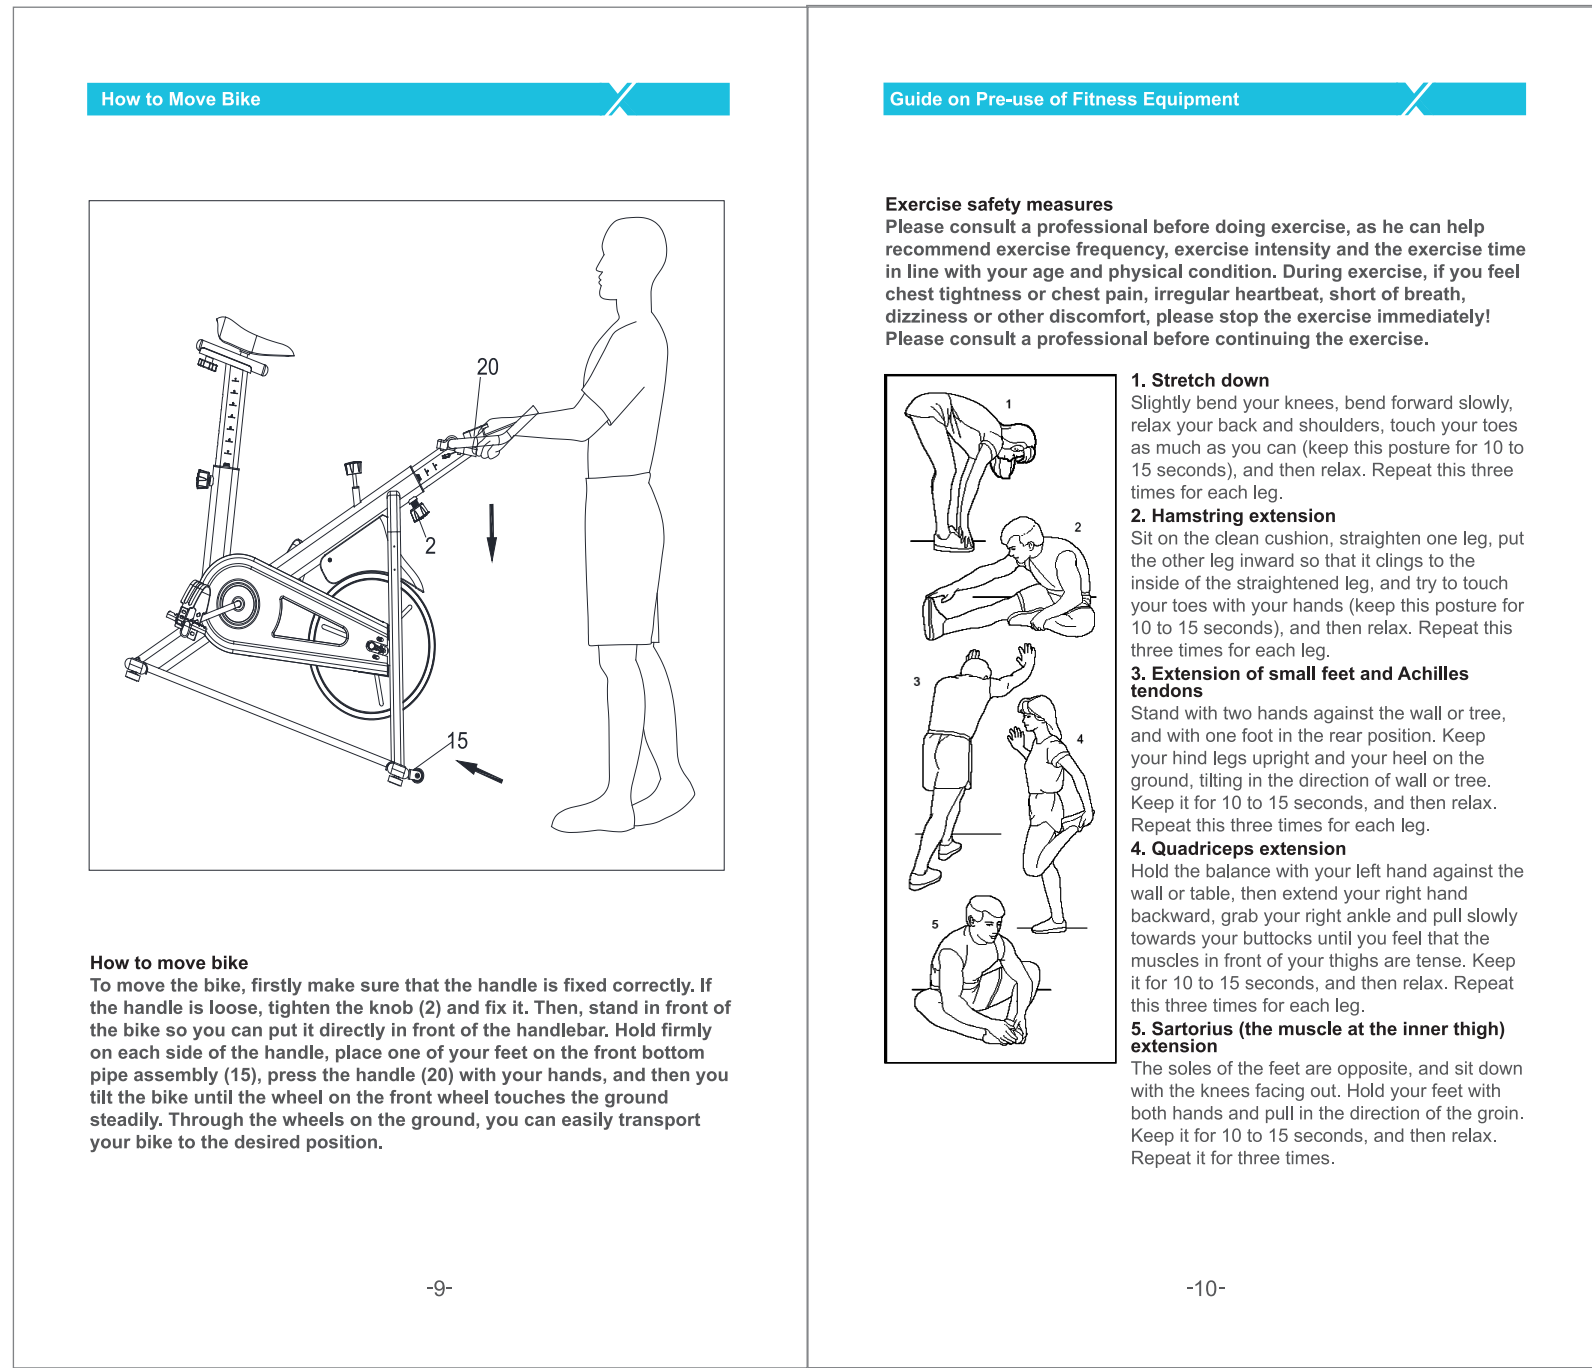 How to Move Bike
20
2
15
How to move bike
To move the bike, firstly make sure that the handle is fixed correctly. If
the handle is loose, tighten the knob (2) and fix it. Then, stand in front of
the bike so you can put it directly in front of the handlebar. Hold firmly
on each side of the handle, place one of your feet on the front bottom
pipe assembly (15), press the handle (20) with your hands, and then you
tilt the bike until the wheel on the front wheel touches the ground
steadily. Through the wheels on the ground, you can easily transport
your bike to the desired position.
-9-
Guide on Pre-use of Fitness Equipment
Exercise safety measures
Please consult a professional before doing exercise, as he can help
recommend exercise frequency, exercise intensity and the exercise time
in line with your age and physical condition. During exercise, if you feel
chest tightness or chest pain, irregular heartbeat, short of breath,
dizziness or other discomfort, please stop the exercise immediately!
Please consult a professional before continuing the exercise.
1
2
3
4
5
1. Stretch down
Slightly bend your knees, bend forward slowly,
relax your back and shoulders, touch your toes
as much as you can (keep this posture for 10 to
15 seconds), and then relax. Repeat this three
times for each leg.
2. Hamstring extension
Sit on the clean cushion, straighten one leg, put
the other leg inward so that it clings to the
inside of the straightened leg, and try to touch
your toes with your hands (keep this posture for
10 to 15 seconds), and then relax. Repeat this
three times for each leg.
3. Extension of small feet and Achilles
tendons
Stand with two hands against the wall or tree,
and with one foot in the rear position. Keep
your hind legs upright and your heel on the
ground, tilting in the direction of wall or tree.
Keep it for 10 to 15 seconds, and then relax.
Repeat this three times for each leg.
4. Quadriceps extension
Hold the balance with your left hand against the
wall or table, then extend your right hand
backward, grab your right ankle and pull slowly
towards your buttocks until you feel that the
muscles in front of your thighs are tense. Keep
it for 10 to 15 seconds, and then relax. Repeat
this three times for each leg.
5. Sartorius (the muscle at the inner thigh)
extension
The soles of the feet are opposite, and sit down
with the knees facing out. Hold your feet with
both hands and pull in the direction of the groin.
Keep it for 10 to 15 seconds, and then relax.
Repeat it for three times.
-10-